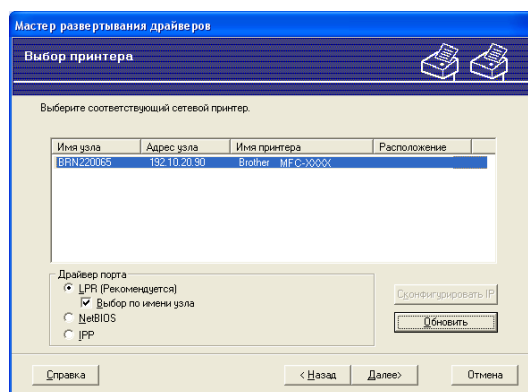 Мастер развертывания драйверов
Выбор принтера
Выберите соответствующий сетевой принтер.
Имя узла Адрес узла Имя принтера Расположение
BRN220065 192.10.20.90 Brother MFC-XXXX
Драйвер порта
LPR (Рекомендуется)
Выбор по имени узла
NetBIOS
IPP
Сконфигурировать IP
Обновить
Справка < Назад Далее> Отмена